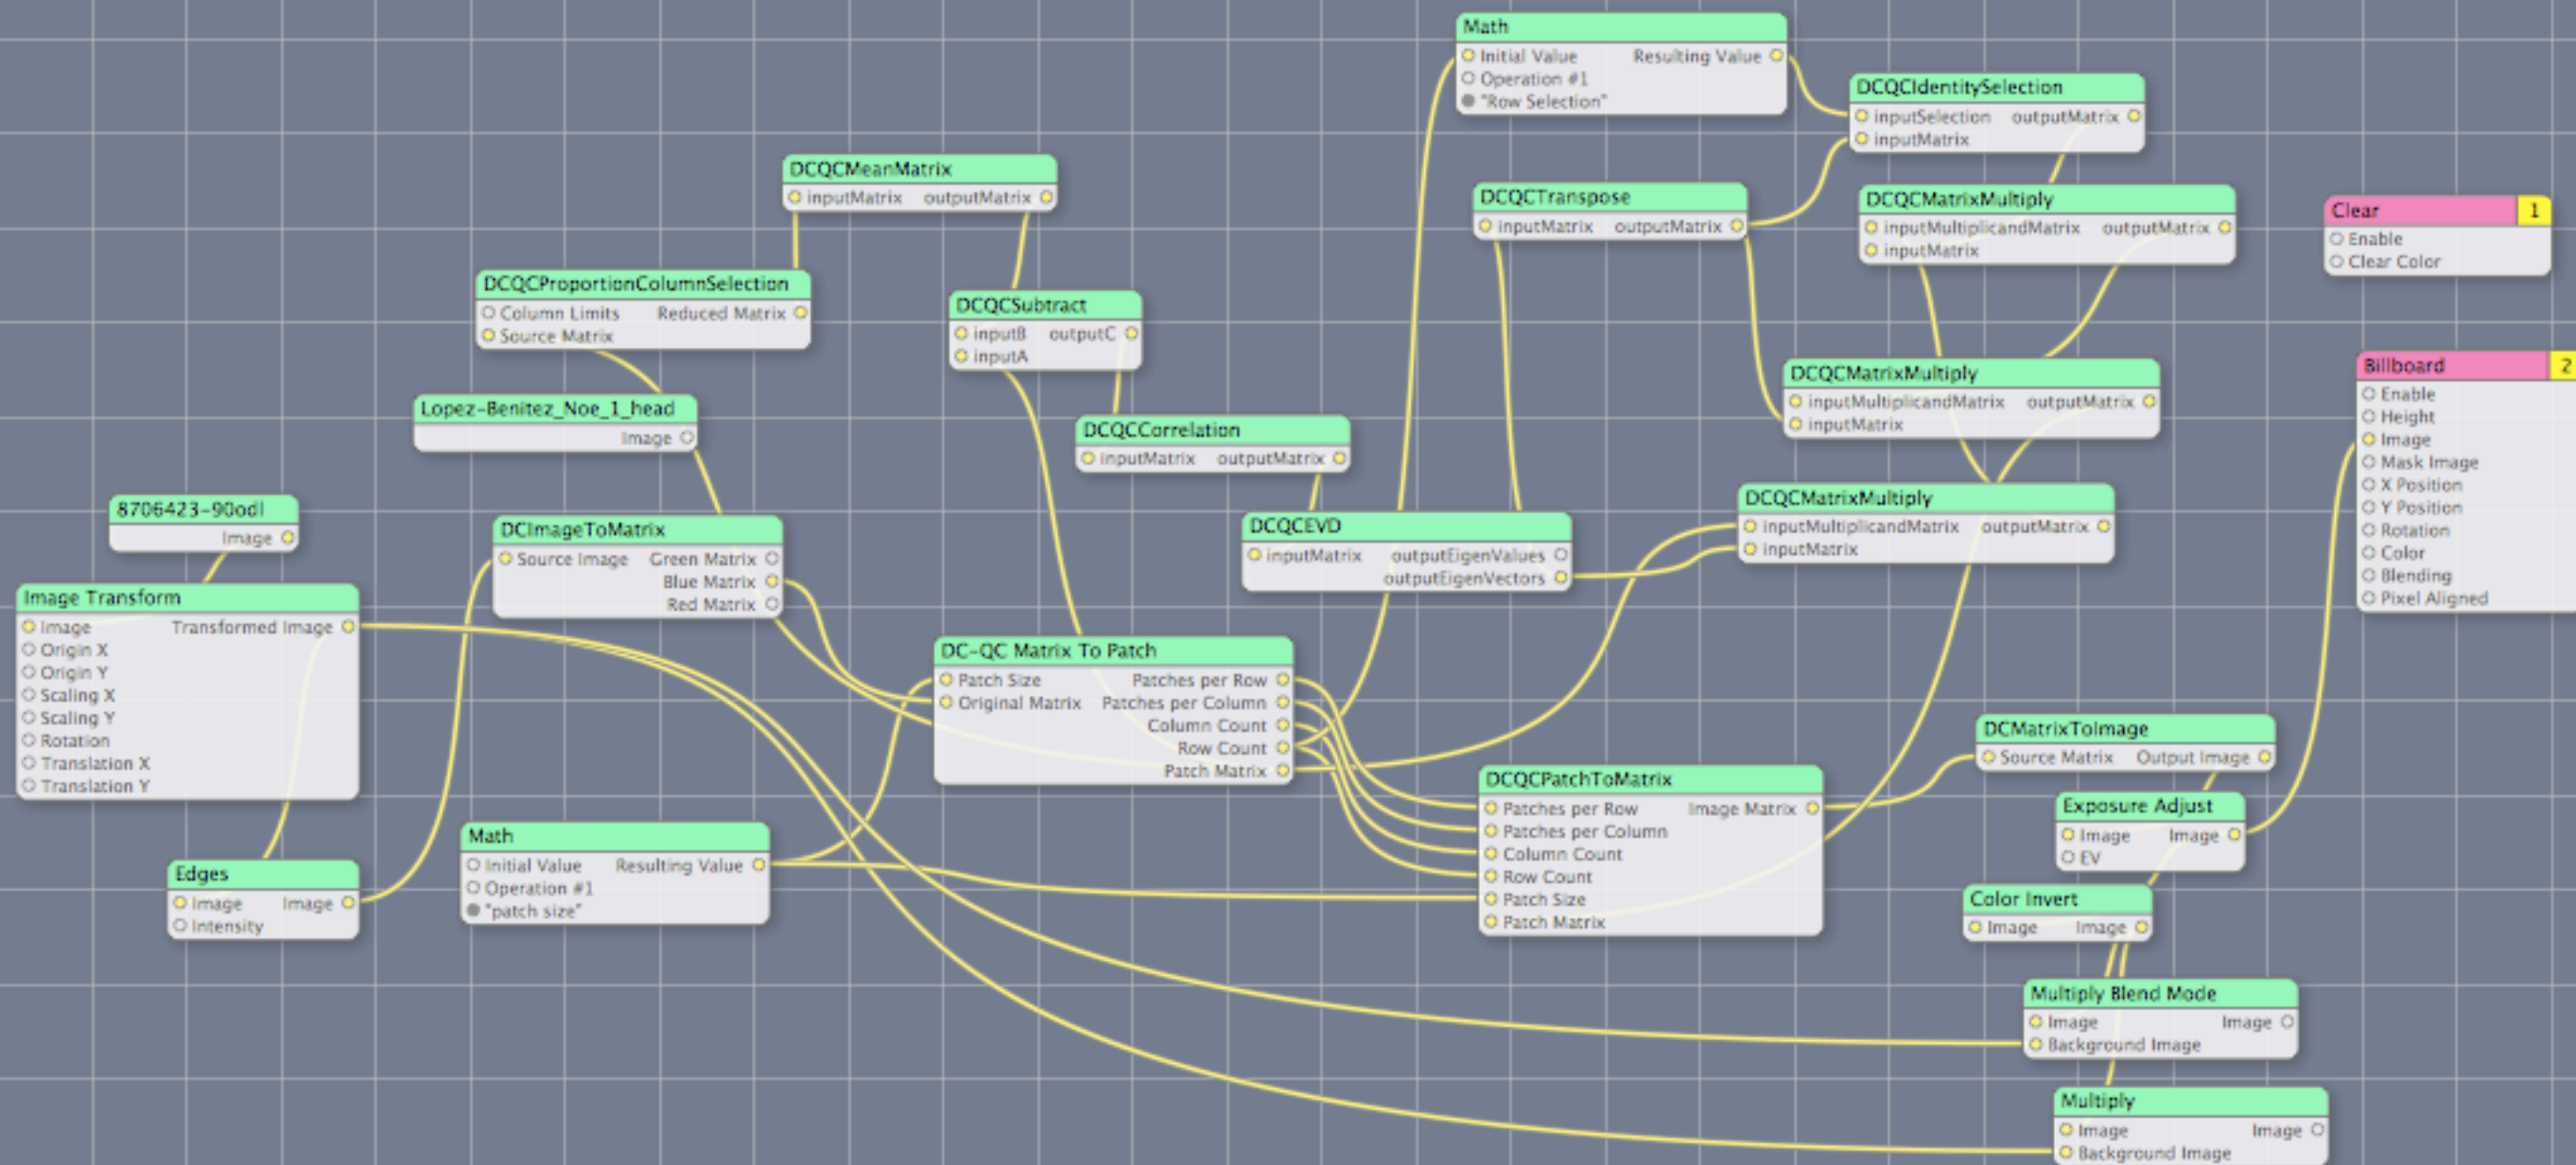 Math
Initial Value Resulting Value
Operation #1
"Row Selection"
DCQCIdentitySelection
inputSelection outputMatrix
inputMatrix
DCQCMeanMatrix
inputMatrix outputMatrix
DCQCTranspose
inputMatrix outputMatrix
DCQCMatrixMultiply
inputMultiplicandMatrix outputMatrix
inputMatrix
Clear 1
Enable
Clear Color
DCQCProportionColumnSelection
Column Limits Reduced Matrix
Source Matrix
DCQCSubtract
inputB outputC
inputA
DCQCMatrixMultiply
inputMultiplicandMatrix outputMatrix
inputMatrix
Billboard 2
Enable
Height
Image
Mask Image
X Position
Y Position
Rotation
Color
Blending
Pixel Aligned
Lopez-Benitez_Noe_1_head
Image
DCQCCorrelation
inputMatrix outputMatrix
DCQCMatrixMultiply
inputMultiplicandMatrix outputMatrix
inputMatrix
8706423-90odl
Image
DCImageToMatrix
Source Image Green Matrix
Blue Matrix
Red Matrix
DCQCEVD
inputMatrix outputEigenValues
outputEigenVectors
Image Transform
Image Transformed Image
Origin X
Origin Y
Scaling X
Scaling Y
Rotation
Translation X
Translation Y
DC-QC Matrix To Patch
Patch Size Patches per Row
Original Matrix Patches per Column
Column Count
Row Count
Patch Matrix
DCMatrixToImage
Source Matrix Output Image
DCQCPatchToMatrix
Patches per Row Image Matrix
Patches per Column
Column Count
Row Count
Patch Size
Patch Matrix
Exposure Adjust
Image Image
EV
Math
Initial Value Resulting Value
Operation #1
"patch size"
Edges
Image Image
Intensity
Color Invert
Image Image
Multiply Blend Mode
Image Image
Background Image
Multiply
Image Image
Background Image